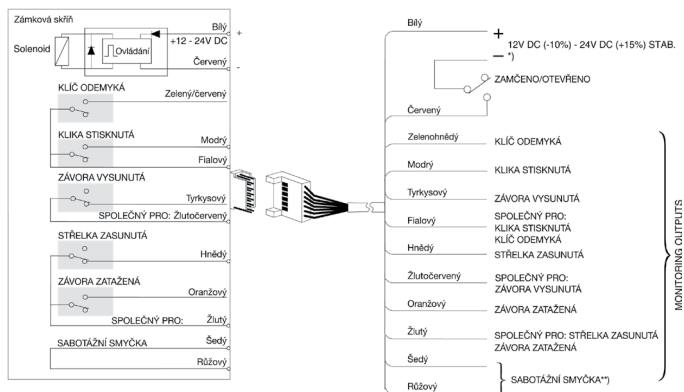 Zámková skříň
Bílý +
+12 - 24V DC
Solenoid
Ovládání
Červený -
KLÍČ ODEMYKÁ
Zelený/červený
KLIKA STISKNUTÁ
Modrý
Fialový
ZÁVORA VYSUNUTÁ
Tyrkysový
SPOLEČNÝ PRO: Žlutočervený
STŘELKA ZASUNUTÁ
Hnědý
ZÁVORA ZATAŽENÁ
Oranžový
SPOLEČNÝ PRO: Žlutý
SABOTÁŽNÍ SMYČKA
Šedý
Růžový
Bílý
+
12V DC (-10%) - 24V DC (+15%) STAB.
— *)
ZAMČENO/OTEVŘENO
Červený
Zelenohnědý KLÍČ ODEMYKÁ
Modrý KLIKA STISKNUTÁ
Tyrkysový ZÁVORA VYSUNUTÁ
Fialový SPOLEČNÝ PRO:
KLIKA STISKNUTÁ
KLÍČ ODEMYKÁ
Hnědý STŘELKA ZASUNUTÁ
Žlutočervený SPOLEČNÝ PRO:
ZÁVORA VYSUNUTÁ
Oranžový ZÁVORA ZATAŽENÁ
Žlutý SPOLEČNÝ PRO: STŘELKA ZASUNUTÁ
ZÁVORA ZATAŽENÁ
Šedý
SABOTÁŽNÍ SMYČKA**)
Růžový
MONITORING OUTPUTS